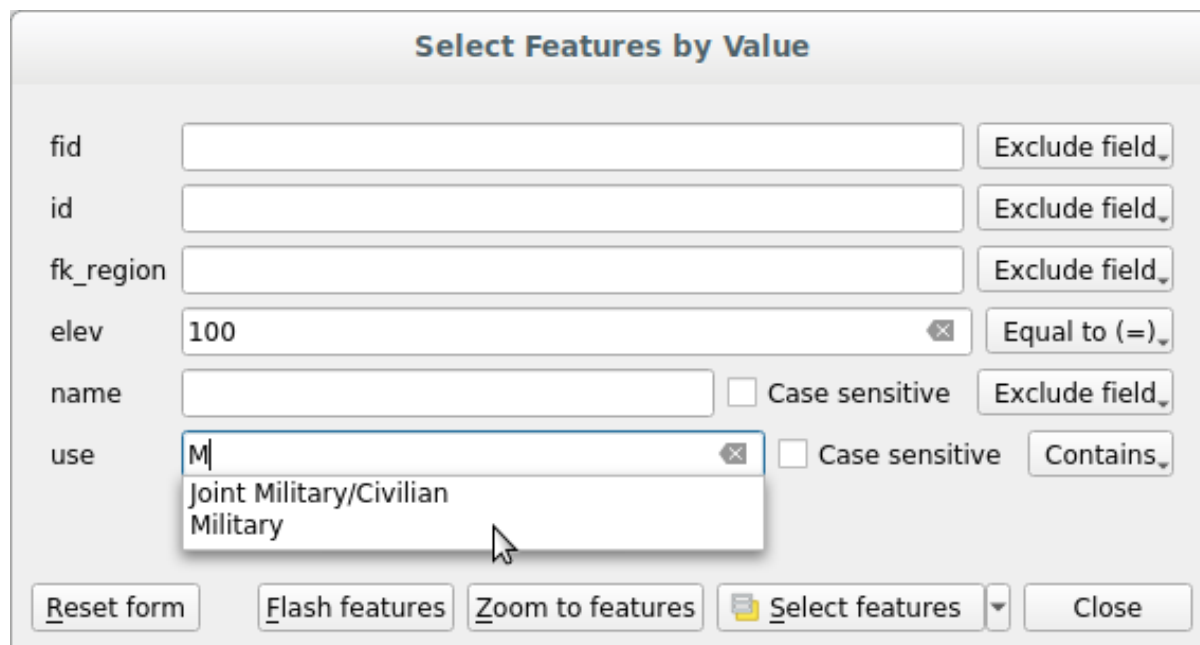 Select Features by Value
fid Exclude field
id Exclude field
fk_region Exclude field
elev 100 Equal to (=)
name Case sensitive Exclude field
use M Case sensitive Contains
Joint Military/Civilian
Military
Reset form Flash features Zoom to features Select features Close